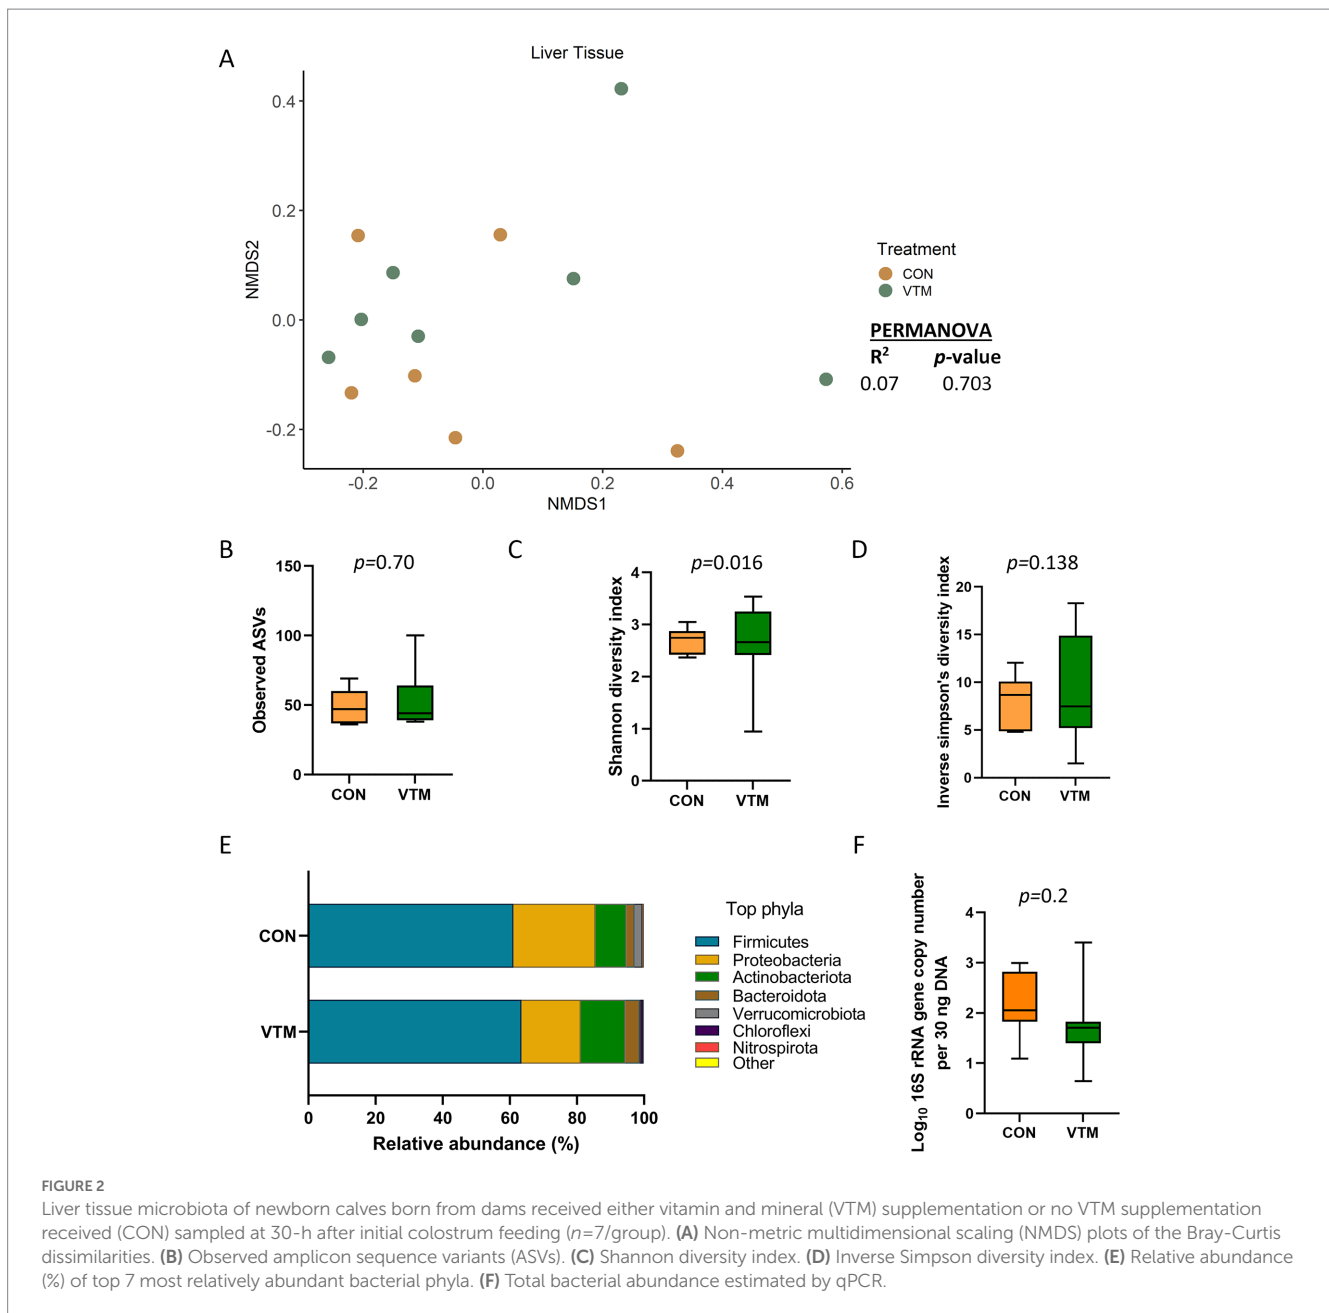 A
Liver Tissue
0.4
0.2
0.0
-0.2
NMDS2
-0.2 0.0 0.2 0.4 0.6
NMDS1
Treatment
CON
VTM
PERMANOVA
R² p-value
0.07 0.703
B
p=0.70
150
100
50
0
Observed ASVs
CON VTM
C
p=0.016
4
3
2
1
0
Shannon diversity index
CON VTM
D
p=0.138
20
15
10
5
0
Inverse simpson's diversity index
CON VTM
E
CON
VTM
0 20 40 60 80 100
Relative abundance (%)
Top phyla
Firmicutes
Proteobacteria
Actinobacteriota
Bacteroidota
Verrucomicrobiota
Chloroflexi
Nitrospirota
Other
F
p=0.2
4
3
2
1
0
Log₁₀ 16S rRNA gene copy number
per 30 ng DNA
CON VTM
FIGURE 2
Liver tissue microbiota of newborn calves born from dams received either vitamin and mineral (VTM) supplementation or no VTM supplementation
received (CON) sampled at 30-h after initial colostrum feeding (n=7/group). (A) Non-metric multidimensional scaling (NMDS) plots of the Bray-Curtis
dissimilarities. (B) Observed amplicon sequence variants (ASVs). (C) Shannon diversity index. (D) Inverse Simpson diversity index. (E) Relative abundance
(%) of top 7 most relatively abundant bacterial phyla. (F) Total bacterial abundance estimated by qPCR.